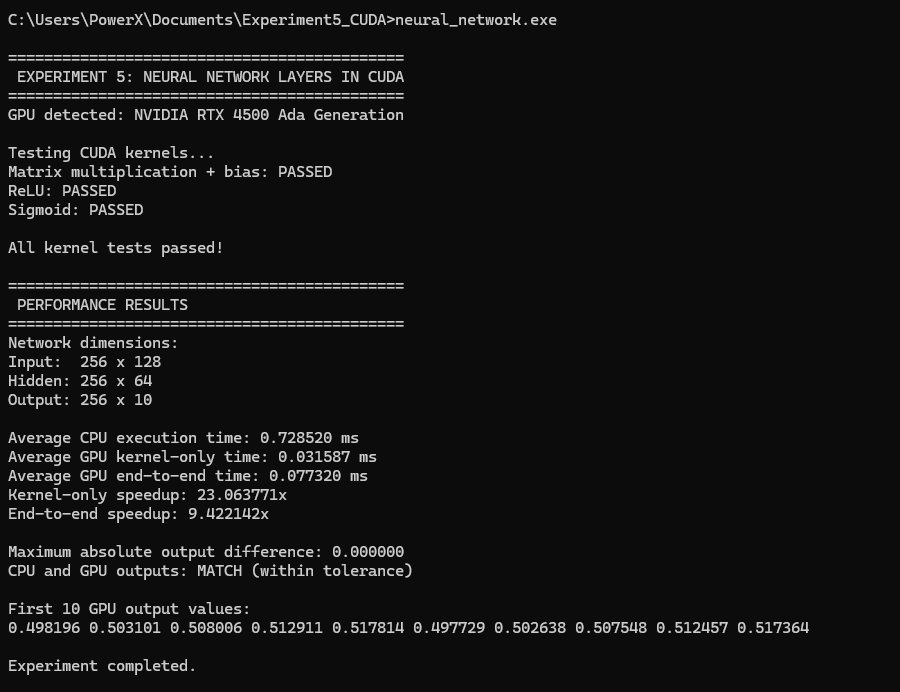 C:\Users\PowerX\Documents\Experiment5_CUDA>neural_network.exe
============================================
EXPERIMENT 5: NEURAL NETWORK LAYERS IN CUDA
============================================
GPU detected: NVIDIA RTX 4500 Ada Generation
Testing CUDA kernels...
Matrix multiplication + bias: PASSED
ReLU: PASSED
Sigmoid: PASSED
All kernel tests passed!
============================================
PERFORMANCE RESULTS
============================================
Network dimensions:
Input:  256 x 128
Hidden: 256 x 64
Output: 256 x 10
Average CPU execution time: 0.728520 ms
Average GPU kernel-only time: 0.031587 ms
Average GPU end-to-end time: 0.077320 ms
Kernel-only speedup: 23.063771x
End-to-end speedup: 9.422142x
Maximum absolute output difference: 0.000000
CPU and GPU outputs: MATCH (within tolerance)
First 10 GPU output values:
0.498196 0.503101 0.508006 0.512911 0.517814 0.497729 0.502638 0.507548 0.512457 0.517364
Experiment completed.